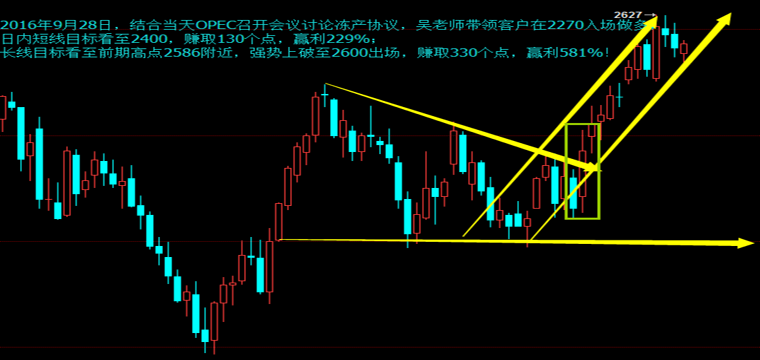 2016年9月28日，结合当天OPEC召开会议讨论冻产协议，吴老师带领客户在2270入场做多
日内短线目标看至2400，赚取130个点，赢利229%；
长线目标看至前期高点2586附近，强势上破至2600出场，赚取330个点，赢利581%！
2627